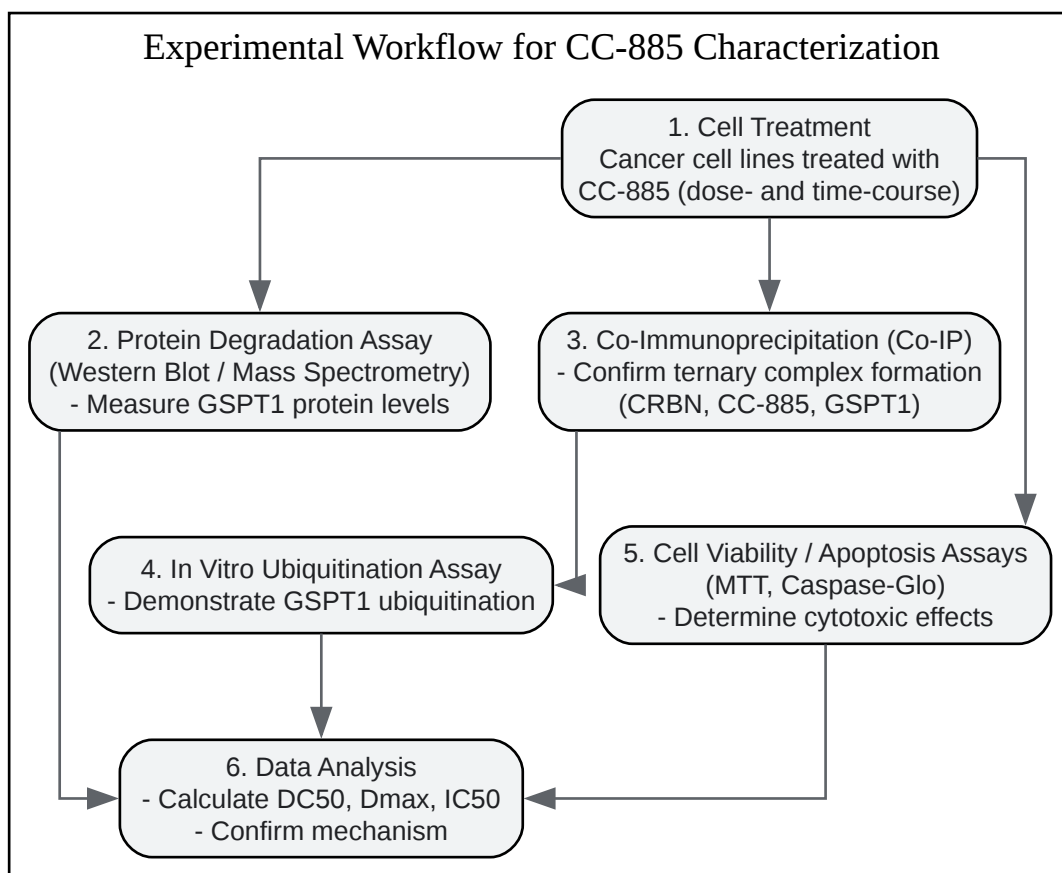 Experimental Workflow for CC-885 Characterization
1. Cell Treatment
Cancer cell lines treated with
CC-885 (dose- and time-course)
2. Protein Degradation Assay
(Western Blot / Mass Spectrometry)
- Measure GSPT1 protein levels
3. Co-Immunoprecipitation (Co-IP)
- Confirm ternary complex formation
(CRBN, CC-885, GSPT1)
4. In Vitro Ubiquitination Assay
- Demonstrate GSPT1 ubiquitination
5. Cell Viability / Apoptosis Assays
(MTT, Caspase-Glo)
- Determine cytotoxic effects
6. Data Analysis
- Calculate DC50, Dmax, IC50
- Confirm mechanism